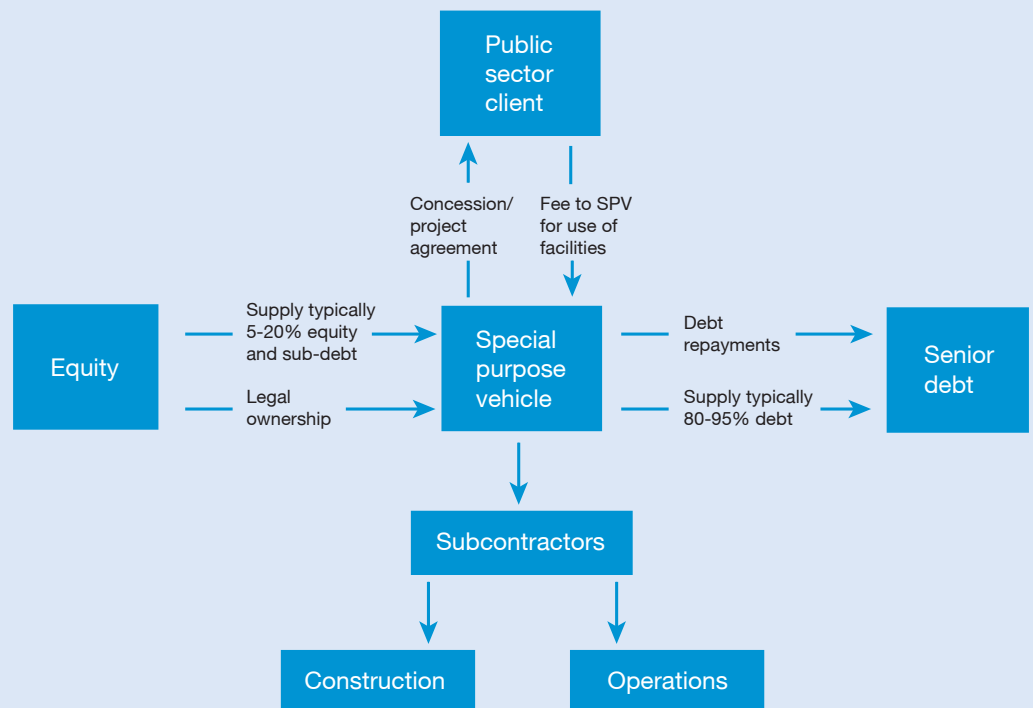 Public
sector
client
Concession/
project
agreement
Fee to SPV
for use of
facilities
Equity
Supply typically
5-20% equity
and sub-debt
Legal
ownership
Special
purpose
vehicle
Debt
repayments
Supply typically
80-95% debt
Senior
debt
Subcontractors
Construction
Operations